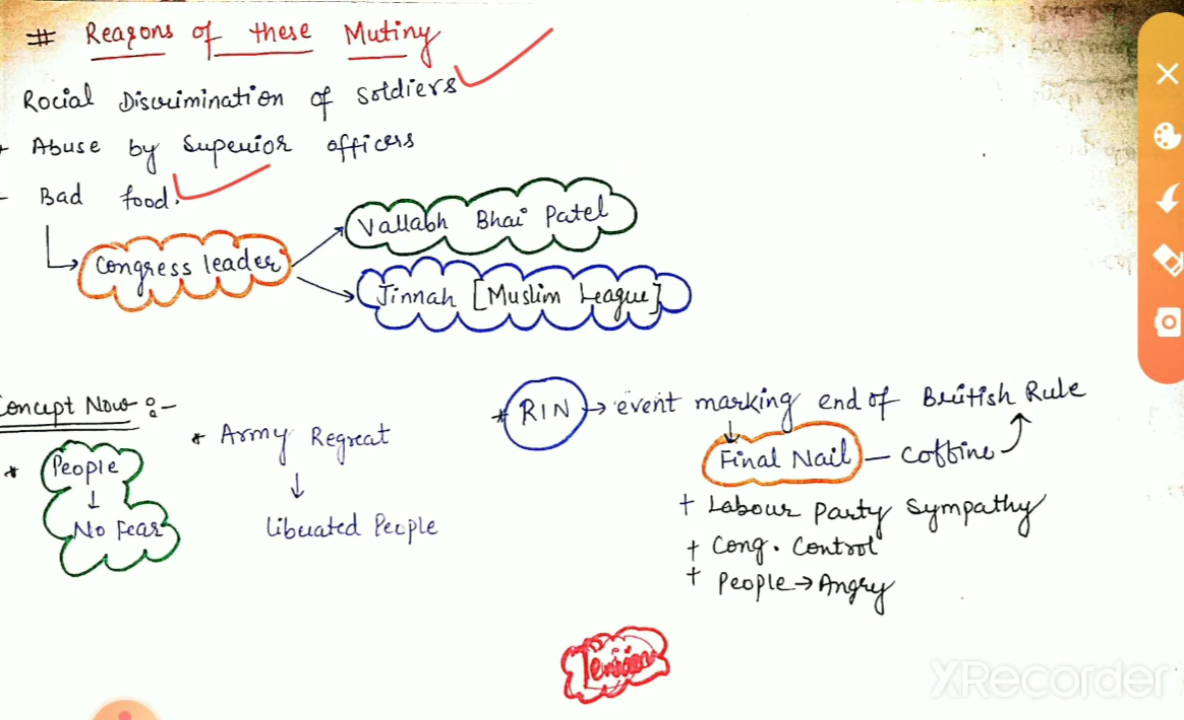 # Reasons of these Mutiny
Rocial Discrimination of Soldiers
+ Abuse by Superior officers
- Bad food.
Congress leader
Vallabh Bhai Patel
Jinnah [Muslim League]
Concept Now :-
* People
↓
No Fear
* Army Regreat
↓
Liberated People
* RIN → event marking end of British Rule
Final Nail - Coffine
+ Labour Party Sympathy
+ Cong. Control
+ People → Angry
Tension
XRecorder